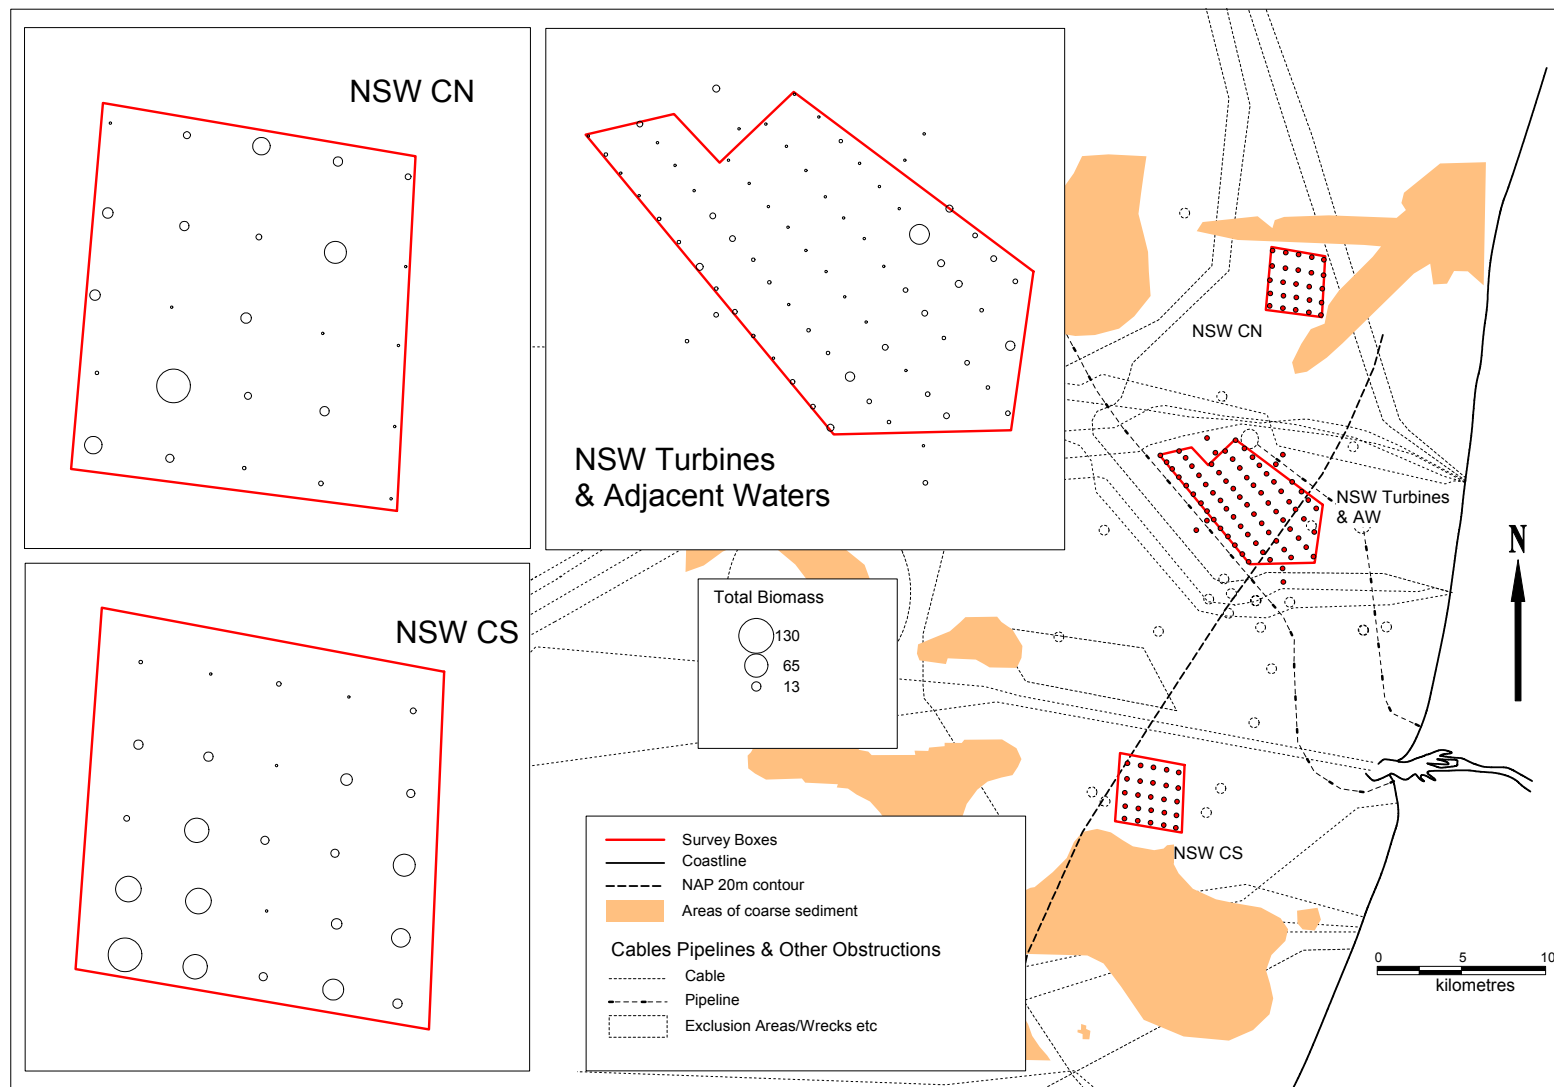 NSW CN
NSW Turbines
& Adjacent Waters
NSW CS
NSW CN
NSW Turbines
& AW
NSW CS
N
Total Biomass
130
65
13
Survey Boxes
Coastline
NAP 20m contour
Areas of coarse sediment
Cables Pipelines & Other Obstructions
Cable
Pipeline
Exclusion Areas/Wrecks etc
0 5 10
kilometres